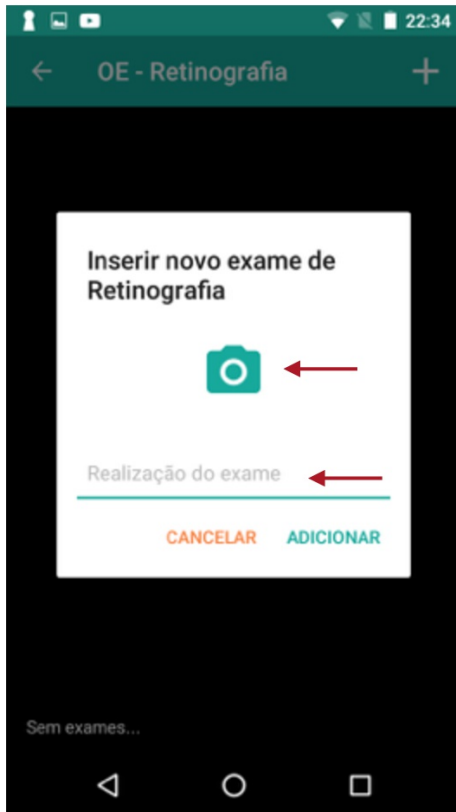 22:34
OE - Retinografia
Inserir novo exame de
Retinografia
Realização do exame
CANCELAR ADICIONAR
Sem exames...